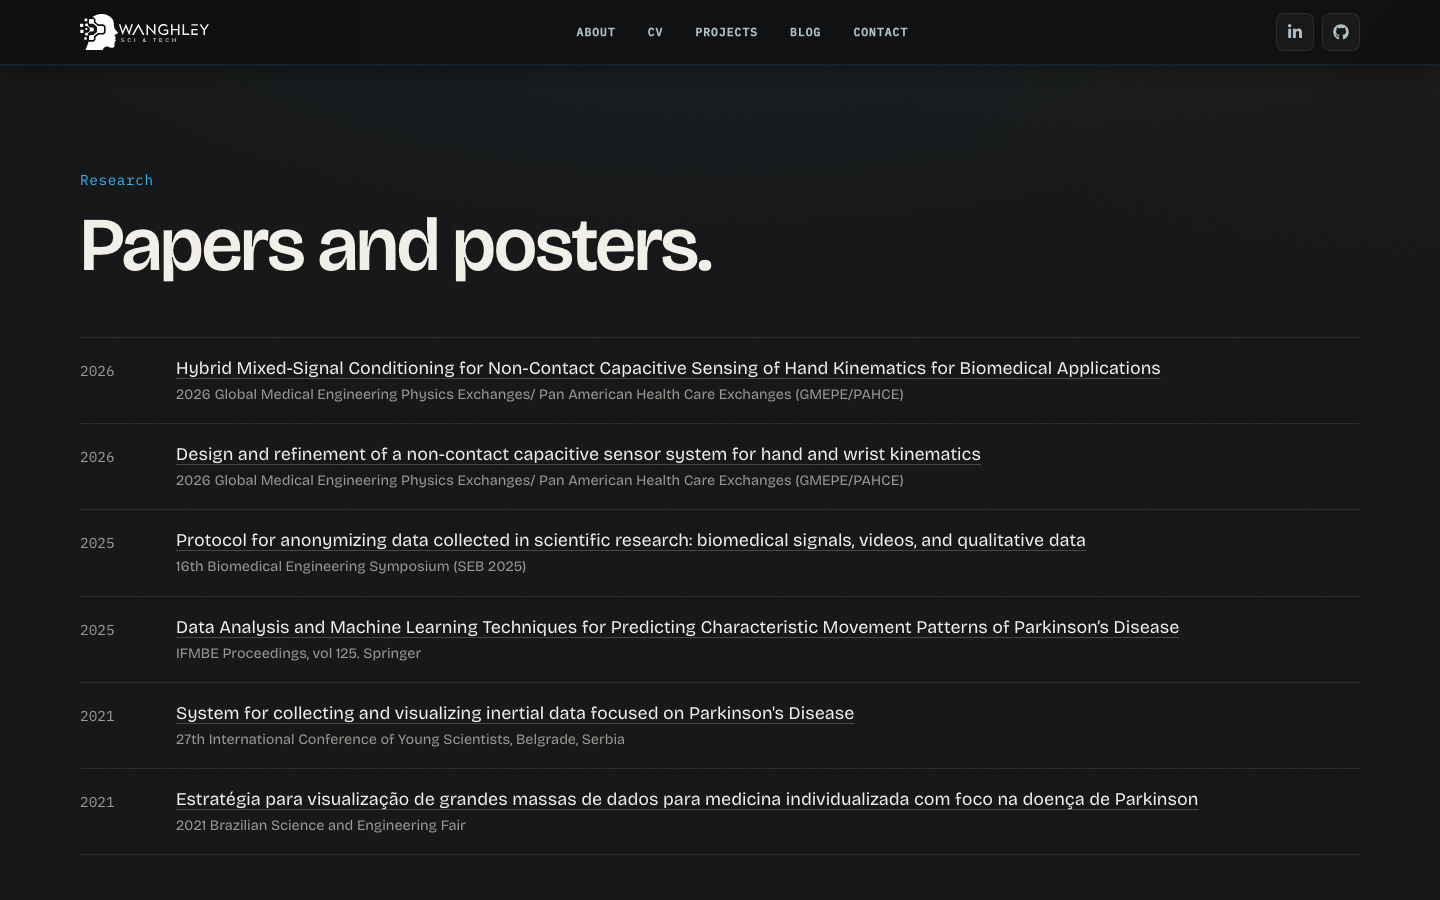 WANGHLEY
SCI & TECH
ABOUT CV PROJECTS BLOG CONTACT
in
Research
Papers and posters.
2026 Hybrid Mixed-Signal Conditioning for Non-Contact Capacitive Sensing of Hand Kinematics for Biomedical Applications
2026 Global Medical Engineering Physics Exchanges/ Pan American Health Care Exchanges (GMEPE/PAHCE)
2026 Design and refinement of a non-contact capacitive sensor system for hand and wrist kinematics
2026 Global Medical Engineering Physics Exchanges/ Pan American Health Care Exchanges (GMEPE/PAHCE)
2025 Protocol for anonymizing data collected in scientific research: biomedical signals, videos, and qualitative data
16th Biomedical Engineering Symposium (SEB 2025)
2025 Data Analysis and Machine Learning Techniques for Predicting Characteristic Movement Patterns of Parkinson’s Disease
IFMBE Proceedings, vol 125. Springer
2021 System for collecting and visualizing inertial data focused on Parkinson's Disease
27th International Conference of Young Scientists, Belgrade, Serbia
2021 Estratégia para visualização de grandes massas de dados para medicina individualizada com foco na doença de Parkinson
2021 Brazilian Science and Engineering Fair